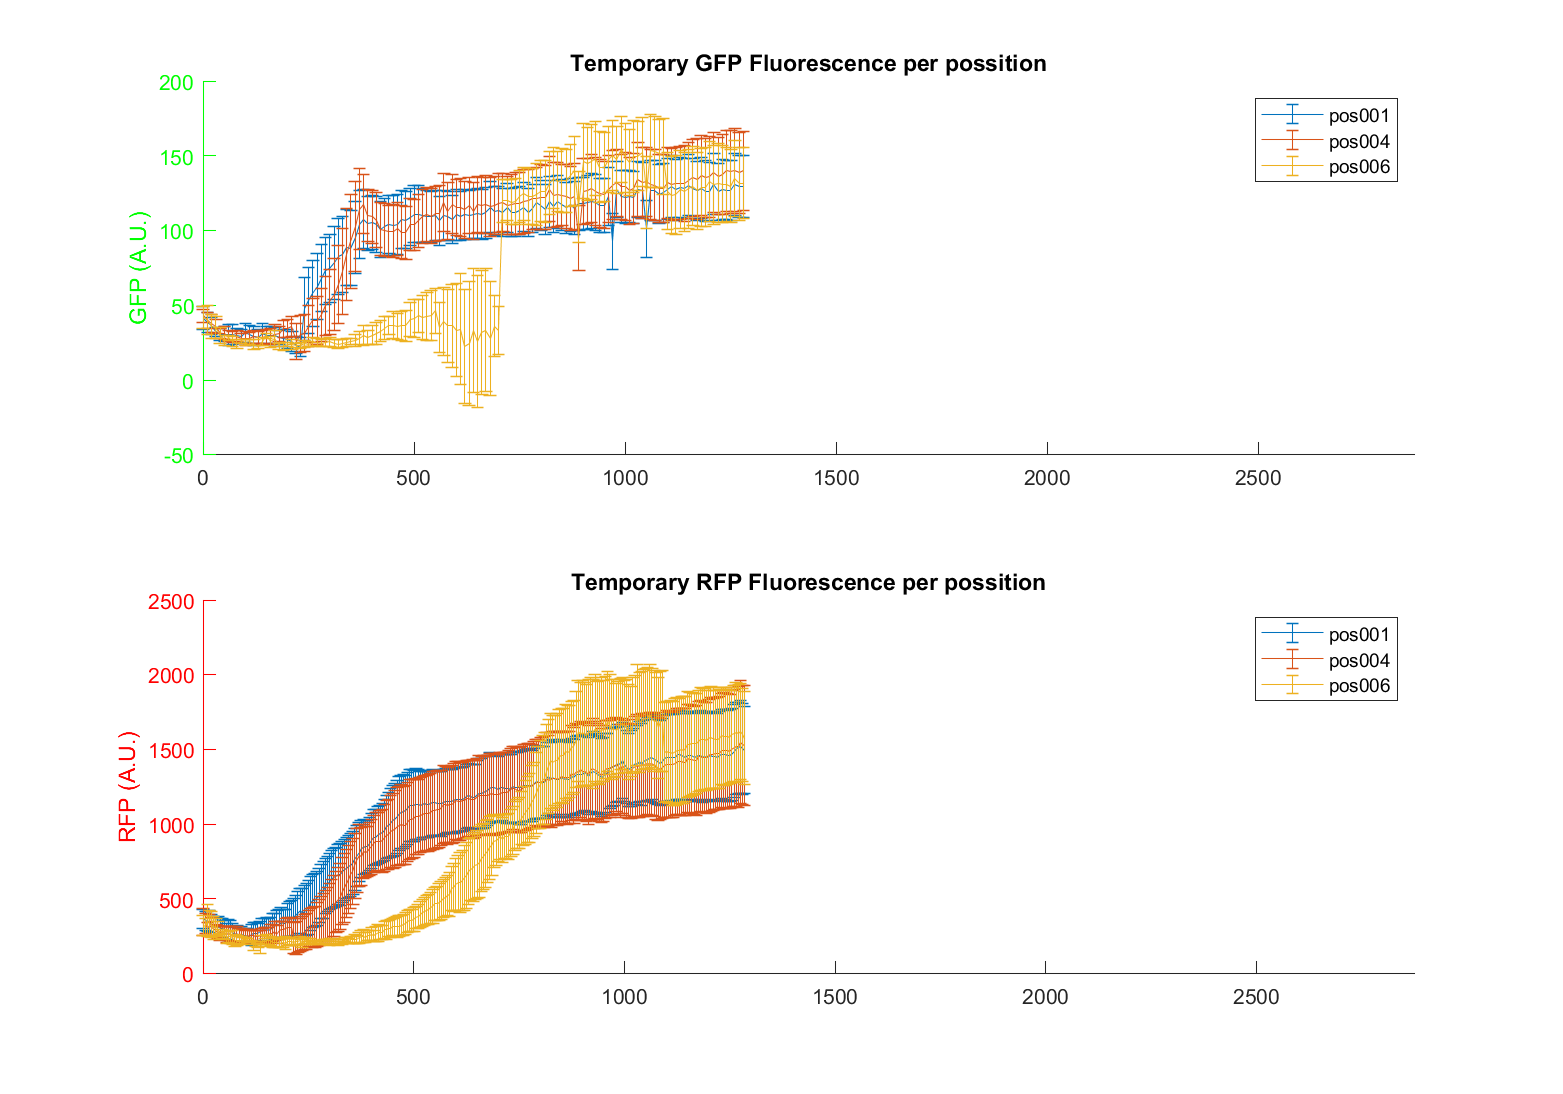 Temporary GFP Fluorescence per possition
200
150
100
50
0
-50
GFP (A.U.)
0 500 1000 1500 2000 2500
pos001
pos004
pos006
Temporary RFP Fluorescence per possition
2500
2000
1500
1000
500
0
RFP (A.U.)
0 500 1000 1500 2000 2500
pos001
pos004
pos006